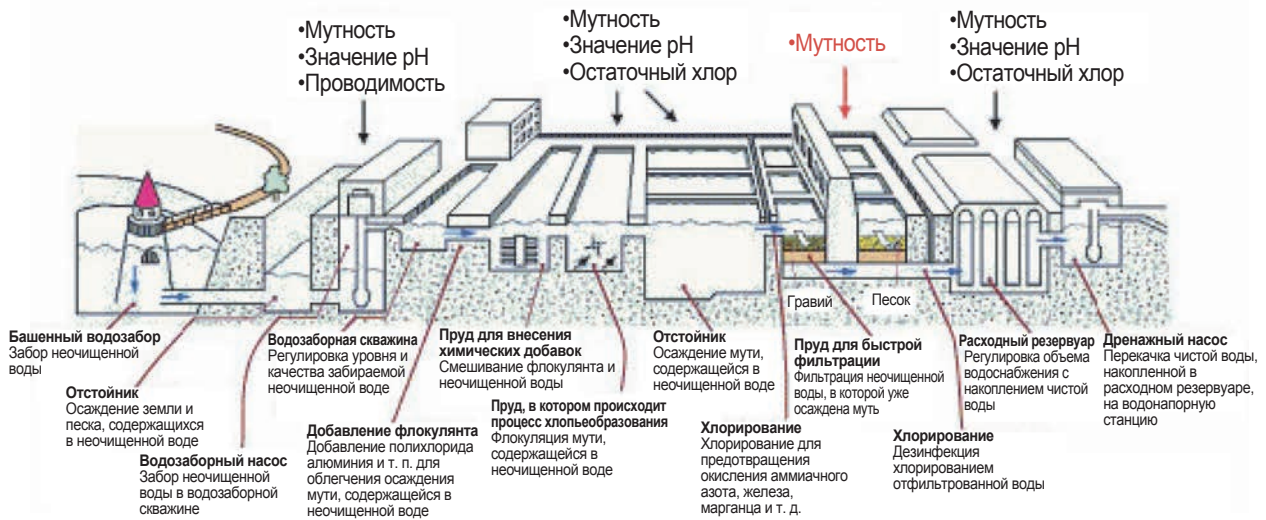 •Мутность
•Значение pH
•Проводимость
•Мутность
•Значение pH
•Остаточный хлор
•Мутность
•Мутность
•Значение pH
•Остаточный хлор
Гравий
Песок
Башенный водозабор
Забор неочищенной
воды
Отстойник
Осаждение земли и
песка, содержащихся
в неочищенной воде
Водозаборный насос
Забор неочищенной
воды в водозаборной
скважине
Водозаборная скважина
Регулировка уровня и
качества забираемой
неочищенной воде
Добавление флокулянта
Добавление полихлорида
алюминия и т. п. для
облегчения осаждения
мути, содержащейся в
неочищенной воде
Пруд для внесения
химических добавок
Смешивание флокулянта и
неочищенной воды
Пруд, в котором происходит
процесс хлопьеобразования
Флокуляция мути,
содержащейся в
неочищенной воде
Отстойник
Осаждение мути,
содержащейся в
неочищенной воде
Хлорирование
Хлорирование для
предотвращения
окисления аммиачного
азота, железа,
марганца и т. д.
Пруд для быстрой
фильтрации
Фильтрация неочищенной
воды, в которой уже
осаждена муть
Хлорирование
Дезинфекция
хлорированием
отфильтрованной воды
Расходный резервуар
Регулировка объема
водоснабжения с
накоплением чистой
воды
Дренажный насос
Перекачка чистой воды,
накопленной в
расходном резервуаре,
на водонапорную
станцию